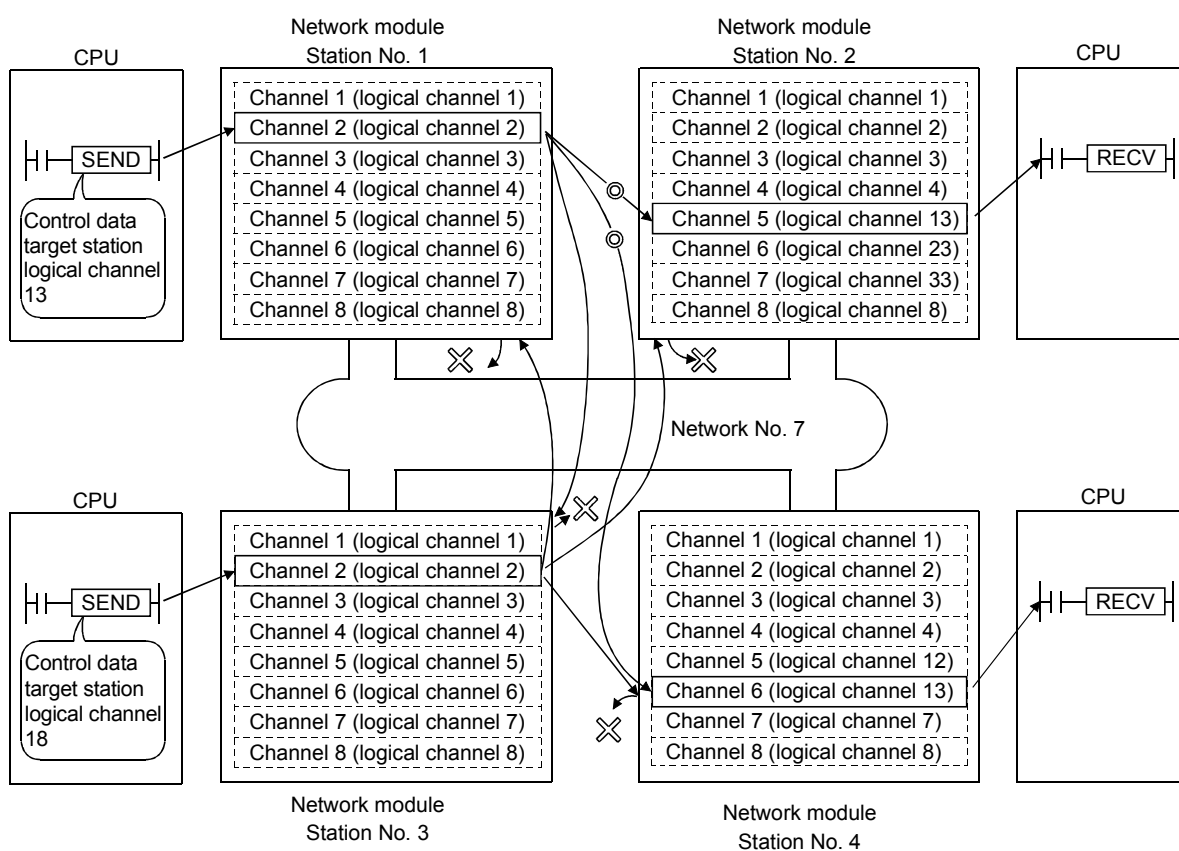 CPU
Network module
Station No. 1
Network module
Station No. 2
CPU
SEND
Control data
target station
logical channel
13
Channel 1 (logical channel 1)
Channel 2 (logical channel 2)
Channel 3 (logical channel 3)
Channel 4 (logical channel 4)
Channel 5 (logical channel 5)
Channel 6 (logical channel 6)
Channel 7 (logical channel 7)
Channel 8 (logical channel 8)
Channel 1 (logical channel 1)
Channel 2 (logical channel 2)
Channel 3 (logical channel 3)
Channel 4 (logical channel 4)
Channel 5 (logical channel 13)
Channel 6 (logical channel 23)
Channel 7 (logical channel 33)
Channel 8 (logical channel 8)
RECV
Network No. 7
CPU
SEND
Control data
target station
logical channel
18
Channel 1 (logical channel 1)
Channel 2 (logical channel 2)
Channel 3 (logical channel 3)
Channel 4 (logical channel 4)
Channel 5 (logical channel 5)
Channel 6 (logical channel 6)
Channel 7 (logical channel 7)
Channel 8 (logical channel 8)
Network module
Station No. 3
Channel 1 (logical channel 1)
Channel 2 (logical channel 2)
Channel 3 (logical channel 3)
Channel 4 (logical channel 4)
Channel 5 (logical channel 12)
Channel 6 (logical channel 13)
Channel 7 (logical channel 7)
Channel 8 (logical channel 8)
Network module
Station No. 4
CPU
RECV